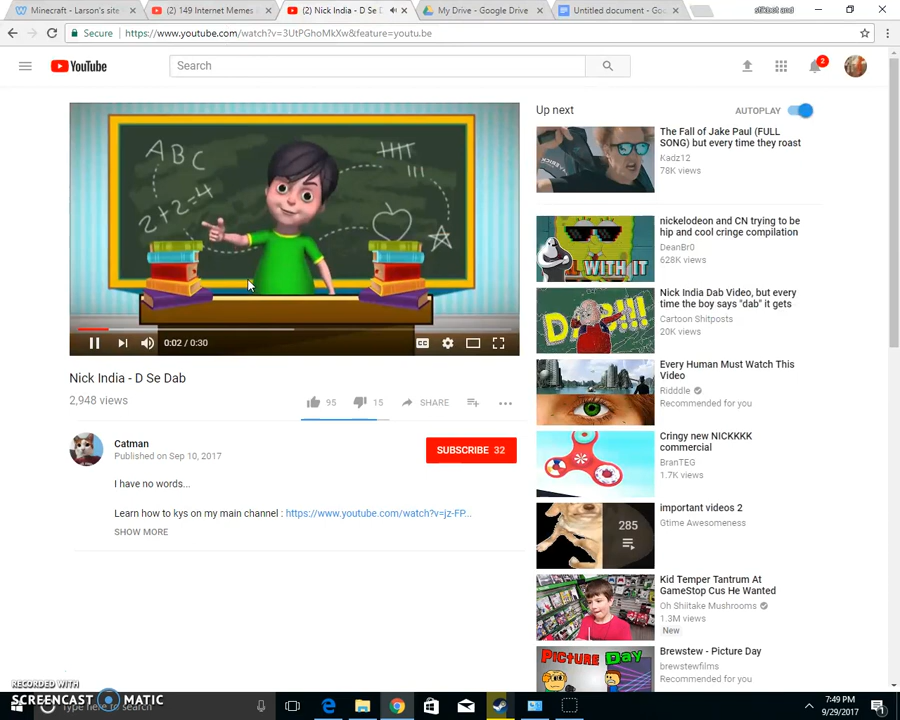 Minecraft - Larson's site
(2) 149 Internet Memes
(2) Nick India - D Se D
My Drive - Google Drive
Untitled document - Goo
Secure
https://www.youtube.com/watch?v=3UtPGhoMkXw&feature=youtu.be
YouTube
Search
2
A B C
2+2=4
0:02 / 0:30
CC
Nick India - D Se Dab
2,948 views
95
15
SHARE
Catman
Published on Sep 10, 2017
SUBSCRIBE 32
I have no words...
Learn how to kys on my main channel : https://www.youtube.com/watch?v=jz-FP...
SHOW MORE
Up next
AUTOPLAY
The Fall of Jake Paul (FULL
SONG) but every time they roast
Kadz12
78K views
nickelodeon and CN trying to be
hip and cool cringe compilation
DeanBr0
628K views
WITH IT
Nick India Dab Video, but every
time the boy says "dab" it gets
Cartoon Shitposts
20K views
Every Human Must Watch This
Video
Ridddle
Recommended for you
Cringy new NICKKKK
commercial
BranTEG
1.7K views
important videos 2
Gtime Awesomeness
285
Kid Temper Tantrum At
GameStop Cus He Wanted
Oh Shiitake Mushrooms
1.3M views
New
PICTURE DAY
Brewstew - Picture Day
brewstewfilms
Recommended for you
RECORDED WITH
SCREENCAST MATIC
Type here to search
7:49 PM
9/29/2017
1